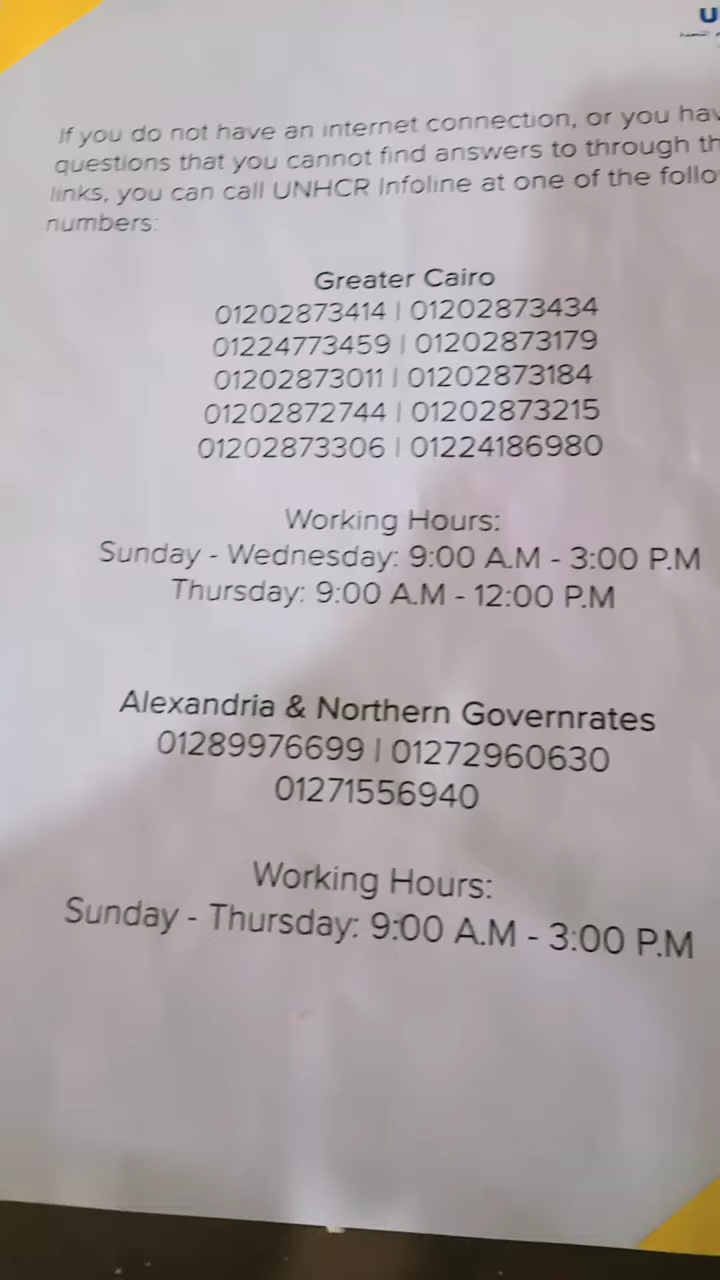 U
If you do not have an internet connection, or you hav
questions that you cannot find answers to through th
links, you can call UNHCR Infoline at one of the follo
numbers:
Greater Cairo
01202873414 | 01202873434
01224773459 | 01202873179
01202873011 | 01202873184
01202872744 | 01202873215
01202873306 | 01224186980
Working Hours:
Sunday - Wednesday: 9:00 A.M - 3:00 P.M
Thursday: 9:00 A.M - 12:00 P.M
Alexandria & Northern Governrates
01289976699 | 01272960630
01271556940
Working Hours:
Sunday - Thursday: 9:00 A.M - 3:00 P.M